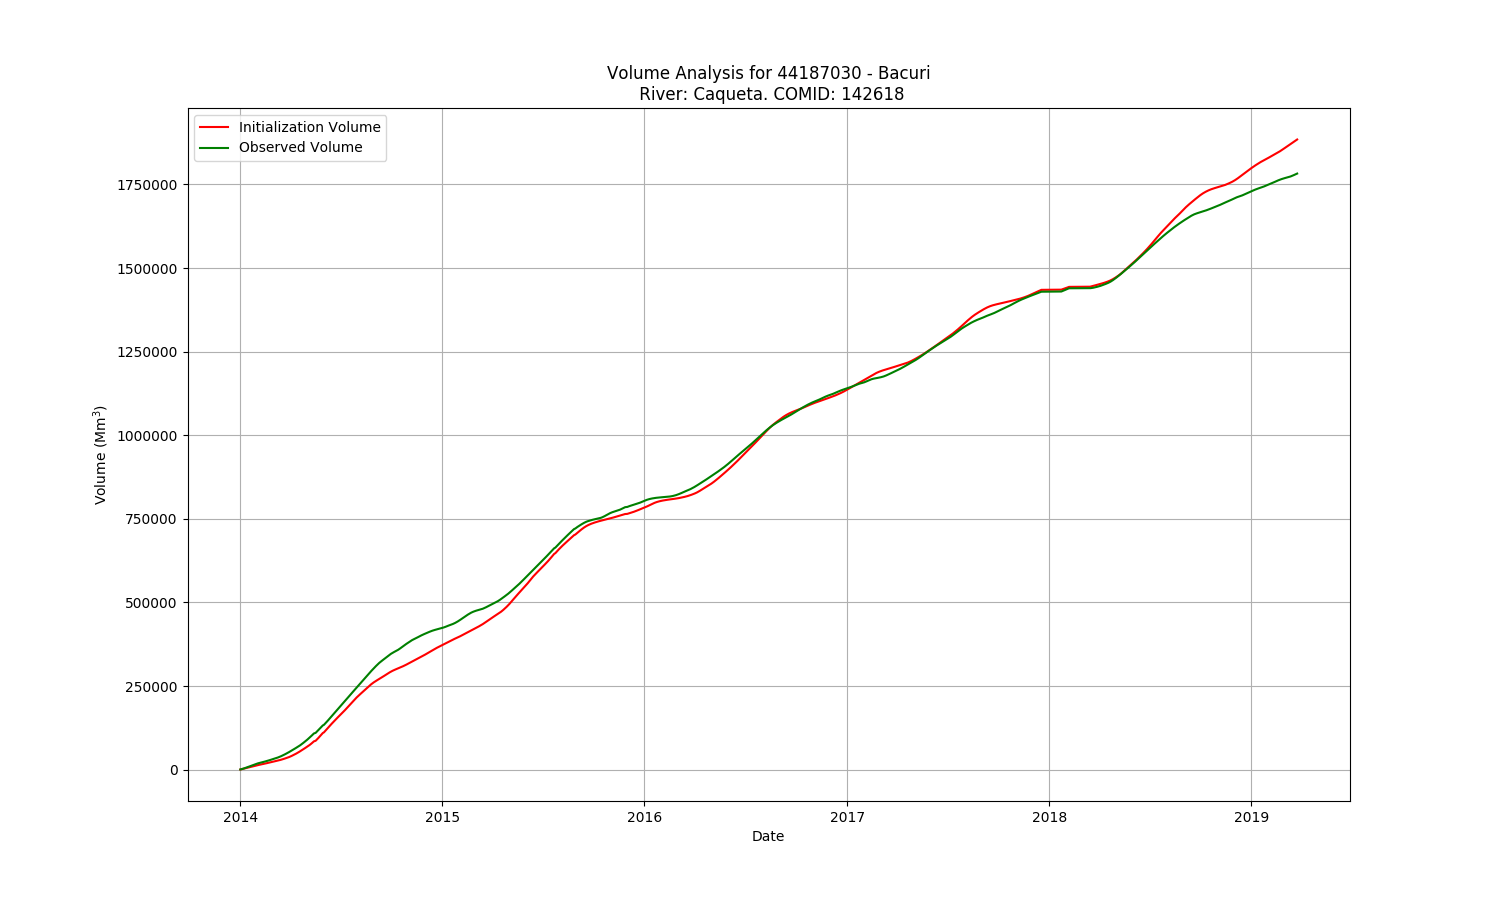 Volume Analysis for 44187030 - Bacuri
River: Caqueta. COMID: 142618
Initialization Volume
Observed Volume
1750000
1500000
1250000
1000000
750000
500000
250000
0
Volume (Mm³)
2014 2015 2016 2017 2018 2019
Date